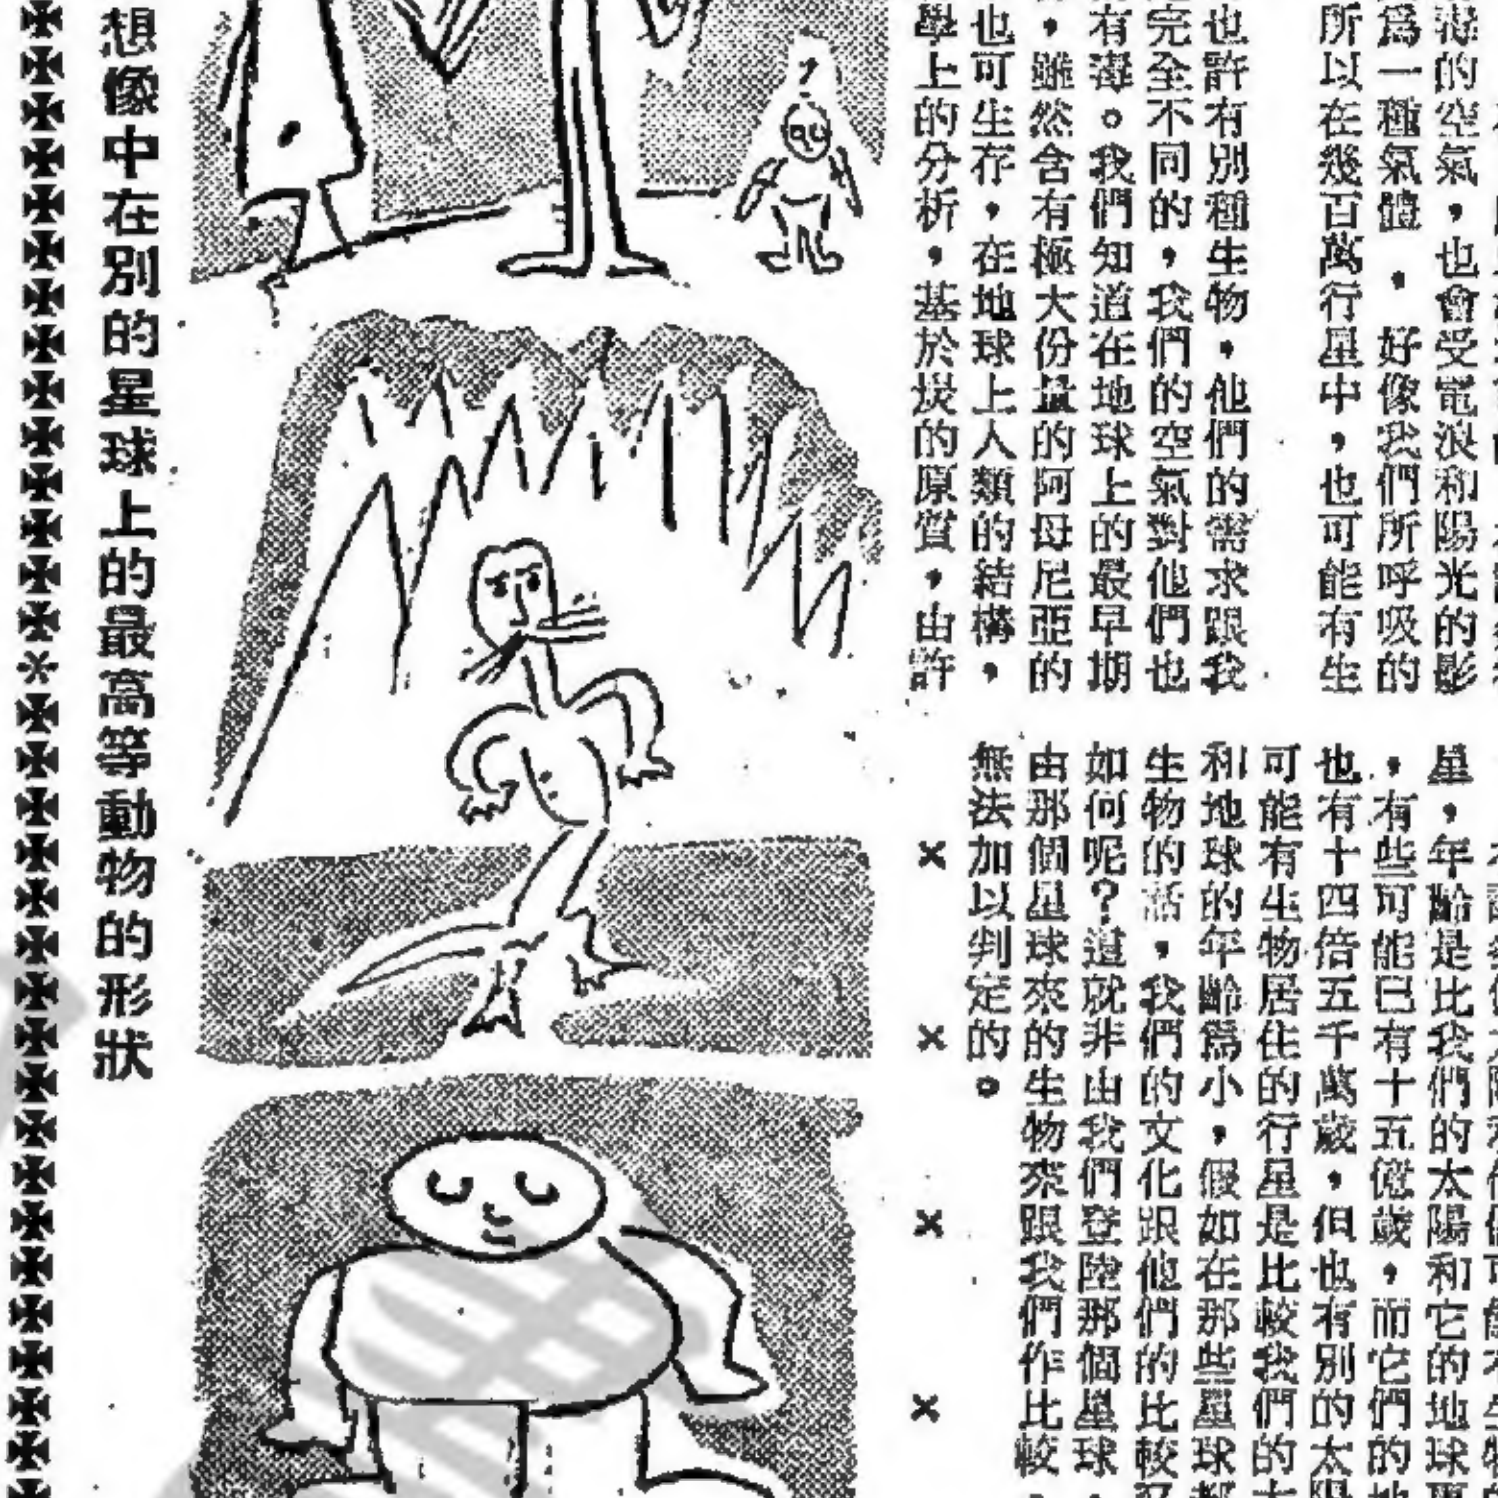 毒的空氣，也會受電浪和陽光的影
爲一種氣體，好像我們所呼吸的
所以在幾百萬行星中，也可能有生
也許有別種生物，他們的需求跟我
完全不同的，我們的空氣對他們也
有毒。我們知道在地球上的最早期
，雖然含有極大份量的阿母尼亞的
也可生存，在地球上人類的結構，
學上的分析，基於炭的原質，由許
星，年齡是比我們的太陽和它的地球
，有些可能已有十五億歲，而它們的
也有十四倍五千萬歲，但也有別的太陽
可能有生物居住的行星是比較我們的
和地球的年齡爲小，假如在那些星球都
生物的話，我們的文化跟他們的比較
如何呢？這就非由我們登陸那個星球，
由那個星球來的生物來跟我們作比較，
無法加以判定的。
×　×　×　×
想像中在別的星球上的最高等動物的形狀